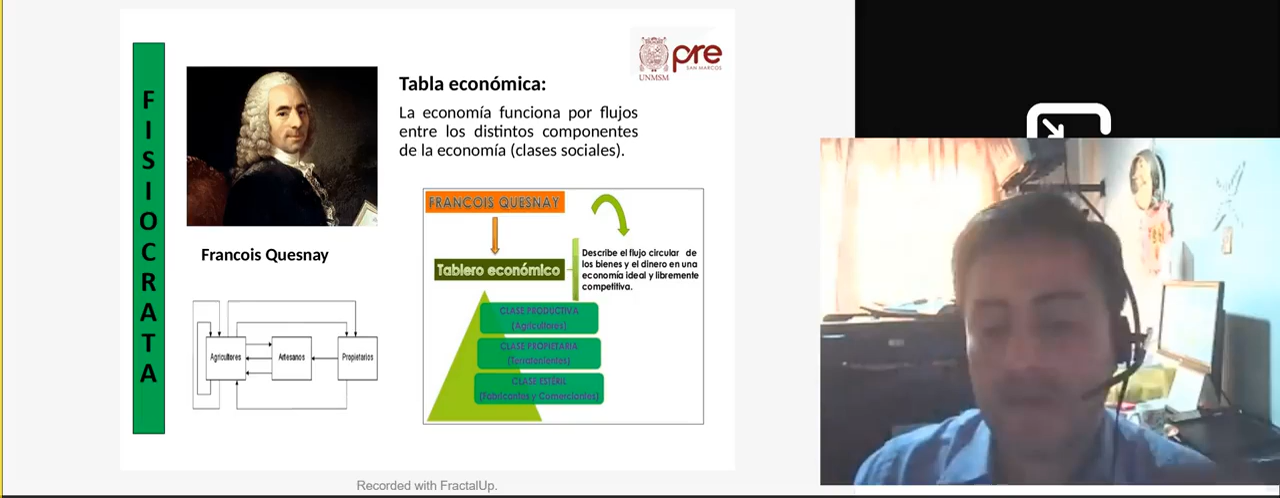 F
I
S
I
O
C
R
A
T
A
UNMSM
pre
SAN MARCOS
Tabla económica:
La economía funciona por flujos
entre los distintos componentes
de la economía (clases sociales).
Francois Quesnay
Agricultores
Artesanos
Propietarios
FRANCOIS QUESNAY
Tablero económico
Describe el flujo circular de
los bienes y el dinero en una
economía ideal y libremente
competitiva.
CLASE PRODUCTIVA
(Agricultores)
CLASE PROPIETARIA
(Terratenientes)
CLASE ESTÉRIL
(Fabricantes y Comerciantes)
Recorded with FractalUp.